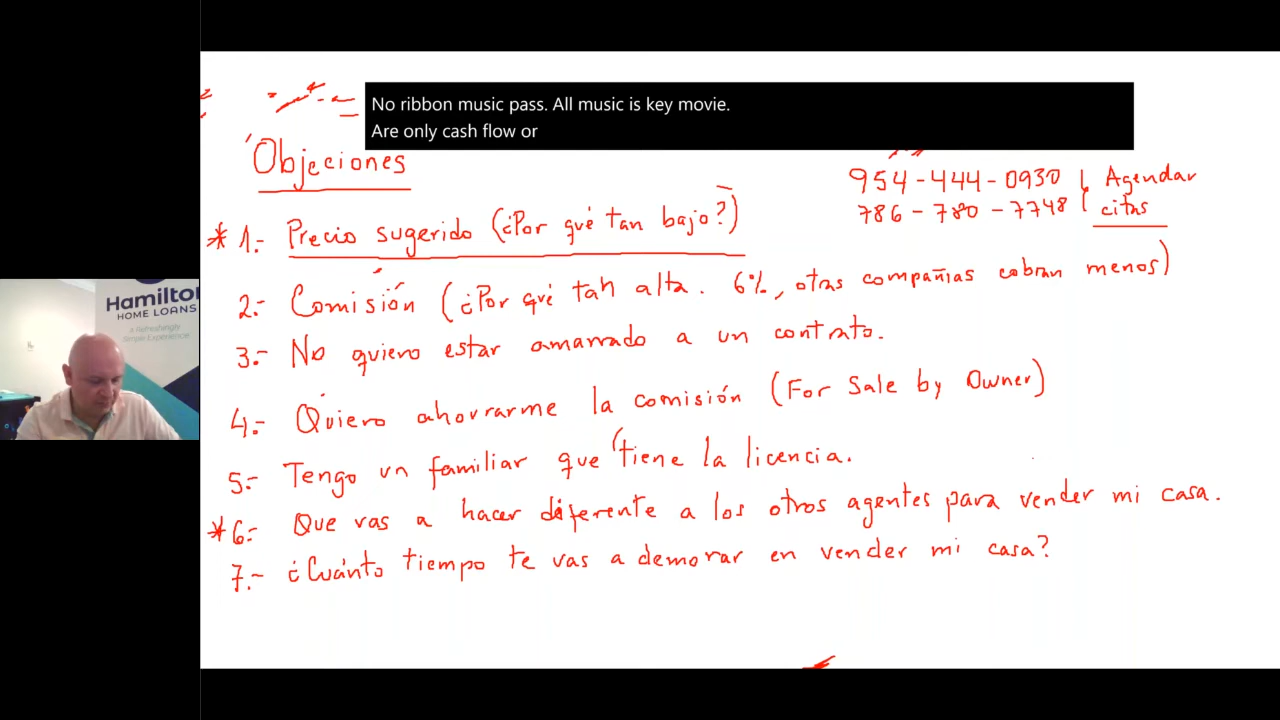 No ribbon music pass. All music is key movie.
Are only cash flow or
Objeciones
954-444-0930 | Agendar
786-780-7748 | citas
* 1.- Precio sugerido (¿Por qué tan bajo?)
2.- Comisión (¿Por qué tan alta. 6%, otras compañias cobran menos)
3.- No quiero estar amarrado a un contrato.
4.- Quiero ahorrarme la comisión (For Sale by Owner)
5.- Tengo un familiar que tiene la licencia.
* 6.- Que vas a hacer diferente a los otros agentes para vender mi casa.
7.- ¿Cuánto tiempo te vas a demorar en vender mi casa?
Hamilton
HOME LOANS
A Refreshingly
Simple Experience